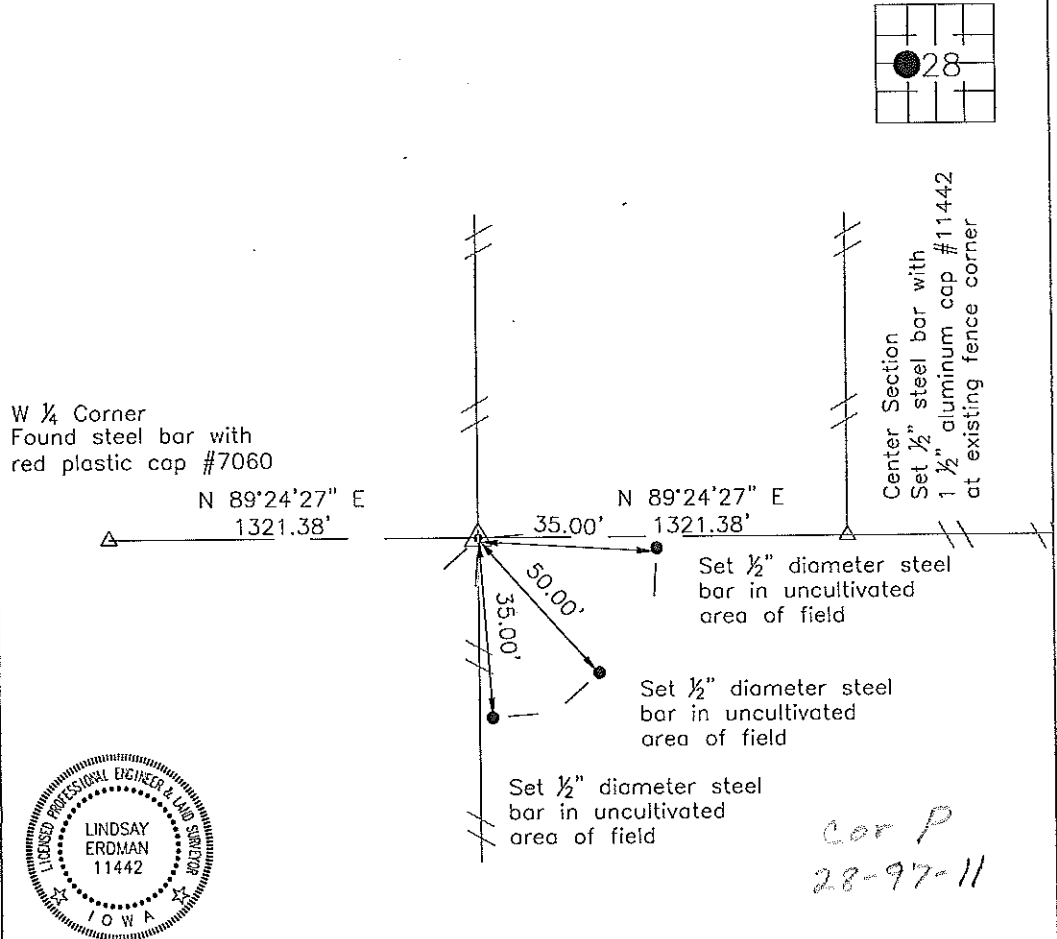 28
Center Section
Set ½" steel bar with
1 ½" aluminum cap #11442
at existing fence corner
W ¼ Corner
Found steel bar with
red plastic cap #7060
N 89°24'27" E
1321.38'
N 89°24'27" E
35.00'
1321.38'
50.00'
35.00'
Set ½" diameter steel
bar in uncultivated
area of field
Set ½" diameter steel
bar in uncultivated
area of field
Set ½" diameter steel
bar in uncultivated
area of field
LICENSED PROFESSIONAL ENGINEER & LAND SURVEYOR
LINDSAY
ERDMAN
11442
IOWA
Cor P
28-97-11